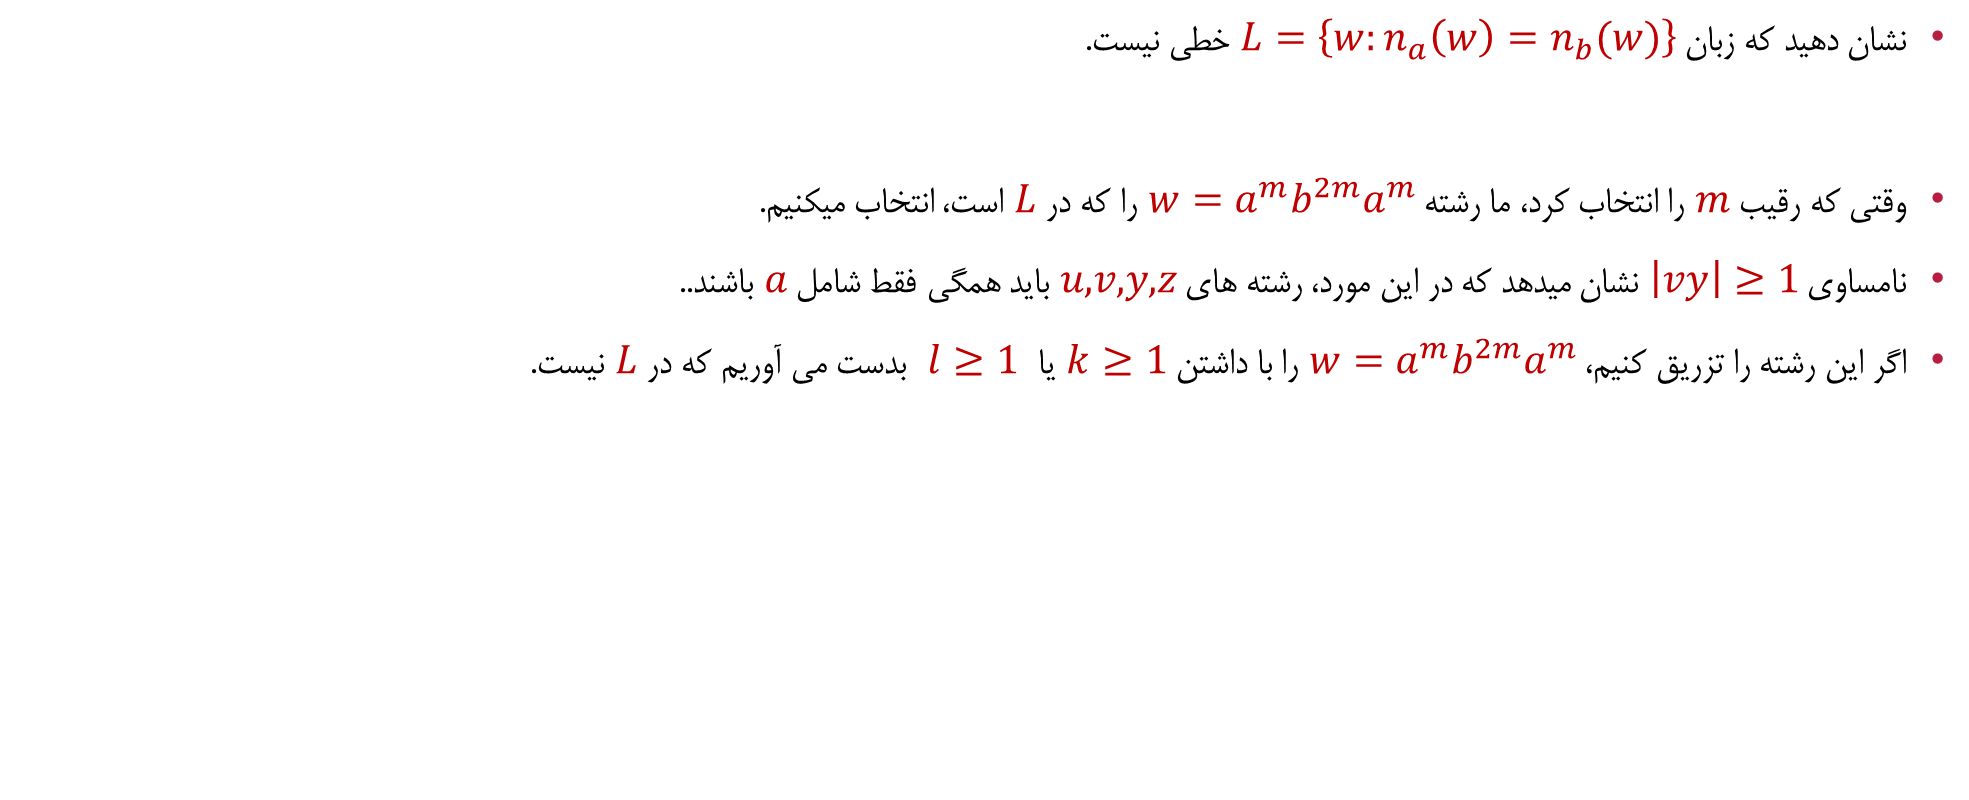 • نشان دهید که زبان L = {w: n_a(w) = n_b(w)} خطی نیست.
• وقتی که رقیب m را انتخاب کرد، ما رشته w = a^m b^{2m} a^m را که در L است، انتخاب میکنیم.
• نامساوی |vy| ≥ 1 نشان میدهد که در این مورد، رشته های u,v,y,z باید همگی فقط شامل a باشند..
• اگر این رشته را تزریق کنیم، w = a^m b^{2m} a^m را با داشتن k ≥ 1 یا l ≥ 1 بدست می آوریم که در L نیست.